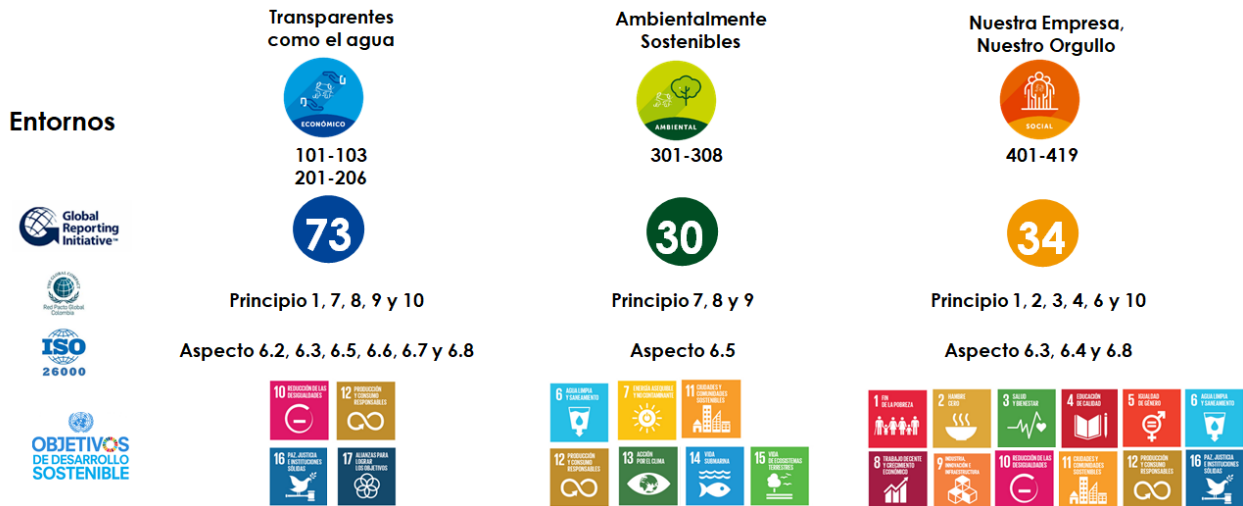 Transparentes
como el agua
Ambientalmente
Sostenibles
Nuestra Empresa,
Nuestro Orgullo
Entornos
ECONÓMICO
AMBIENTAL
SOCIAL
101-103
201-206
301-308
401-419
Global
Reporting
Initiative™
73
30
34
Red Pacto Global
Colombia
Principio 1, 7, 8, 9 y 10
Principio 7, 8 y 9
Principio 1, 2, 3, 4, 6 y 10
ISO
26000
Aspecto 6.2, 6.3, 6.5, 6.6, 6.7 y 6.8
Aspecto 6.5
Aspecto 6.3, 6.4 y 6.8
OBJETIVOS
DE DESARROLLO
SOSTENIBLE
10 REDUCCIÓN DE LAS
DESIGUALDADES
12 PRODUCCIÓN
Y CONSUMO
RESPONSABLES
16 PAZ, JUSTICIA
E INSTITUCIONES
SÓLIDAS
17 ALIANZAS PARA
LOGRAR
LOS OBJETIVOS
6 AGUA LIMPIA
Y SANEAMIENTO
7 ENERGÍA ASEQUIBLE
Y NO CONTAMINANTE
11 CIUDADES Y
COMUNIDADES
SOSTENIBLES
12 PRODUCCIÓN
Y CONSUMO
RESPONSABLES
13 ACCIÓN
POR EL CLIMA
14 VIDA
SUBMARINA
15 VIDA
DE ECOSISTEMAS
TERRESTRES
1 FIN
DE LA POBREZA
2 HAMBRE
CERO
3 SALUD
Y BIENESTAR
4 EDUCACIÓN
DE CALIDAD
5 IGUALDAD
DE GÉNERO
6 AGUA LIMPIA
Y SANEAMIENTO
8 TRABAJO DECENTE
Y CRECIMIENTO
ECONÓMICO
9 INDUSTRIA,
INNOVACIÓN E
INFRAESTRUCTURA
10 REDUCCIÓN DE LAS
DESIGUALDADES
11 CIUDADES Y
COMUNIDADES
SOSTENIBLES
12 PRODUCCIÓN
Y CONSUMO
RESPONSABLES
16 PAZ, JUSTICIA
E INSTITUCIONES
SÓLIDAS